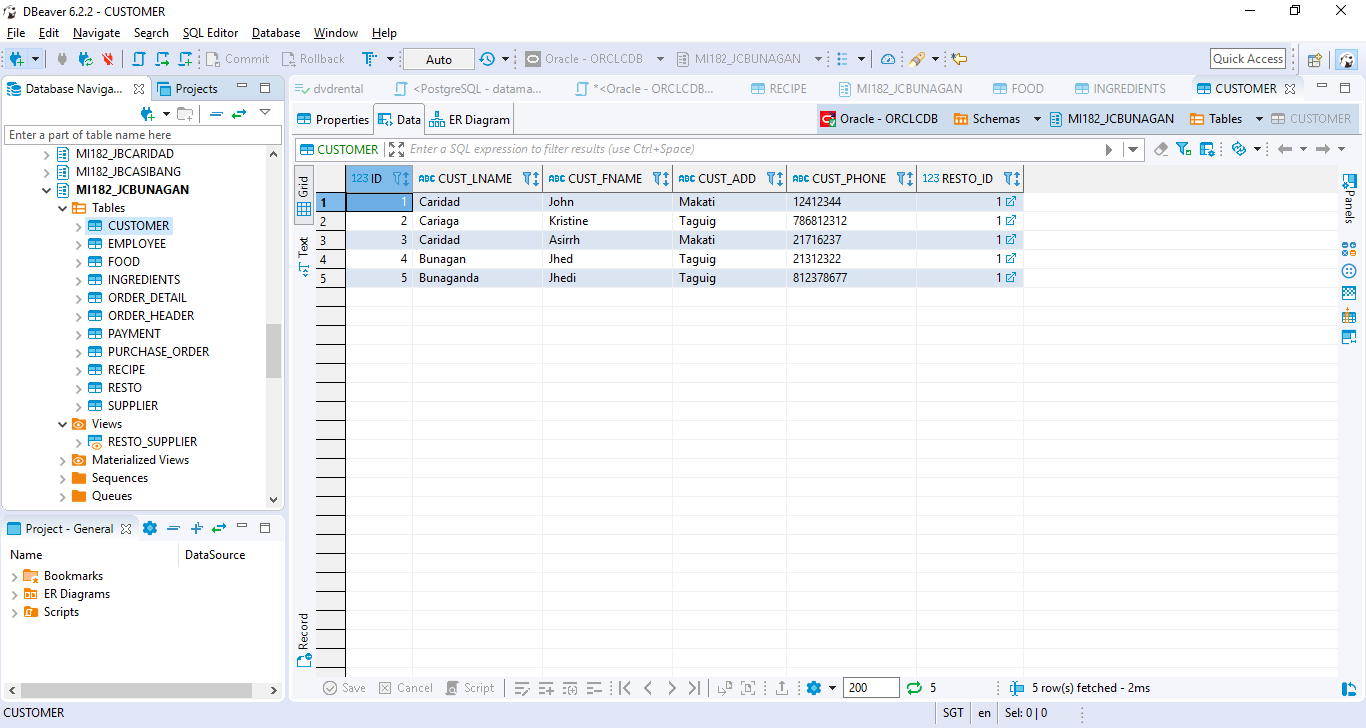 DBeaver 6.2.2 - CUSTOMER
File Edit Navigate Search SQL Editor Database Window Help
Commit Rollback Auto Oracle - ORCLCDB MI182_JCBUNAGAN Quick Access
Database Naviga... Projects
Enter a part of table name here
MI182_JBCARIDAD
MI182_JBCASIBANG
MI182_JCBUNAGAN
Tables
CUSTOMER
EMPLOYEE
FOOD
INGREDIENTS
ORDER_DETAIL
ORDER_HEADER
PAYMENT
PURCHASE_ORDER
RECIPE
RESTO
SUPPLIER
Views
RESTO_SUPPLIER
Materialized Views
Sequences
Queues
Project - General
Name DataSource
Bookmarks
ER Diagrams
Scripts
dvdrental <PostgreSQL - datama... *<Oracle - ORCLCDB... RECIPE MI182_JCBUNAGAN FOOD INGREDIENTS CUSTOMER
Properties Data ER Diagram Oracle - ORCLCDB Schemas MI182_JCBUNAGAN Tables CUSTOMER
CUSTOMER Enter a SQL expression to filter results (use Ctrl+Space)
Grid
Text
Record
123 ID ABC CUST_LNAME ABC CUST_FNAME ABC CUST_ADD ABC CUST_PHONE 123 RESTO_ID
1 1 Caridad John Makati 12412344 1
2 2 Cariaga Kristine Taguig 786812312 1
3 3 Caridad Asirrh Makati 21716237 1
4 4 Bunagan Jhed Taguig 21312322 1
5 5 Bunaganda Jhedi Taguig 812378677 1
Panels
Save Cancel Script 200 5 5 row(s) fetched - 2ms
CUSTOMER SGT en Sel: 0 | 0